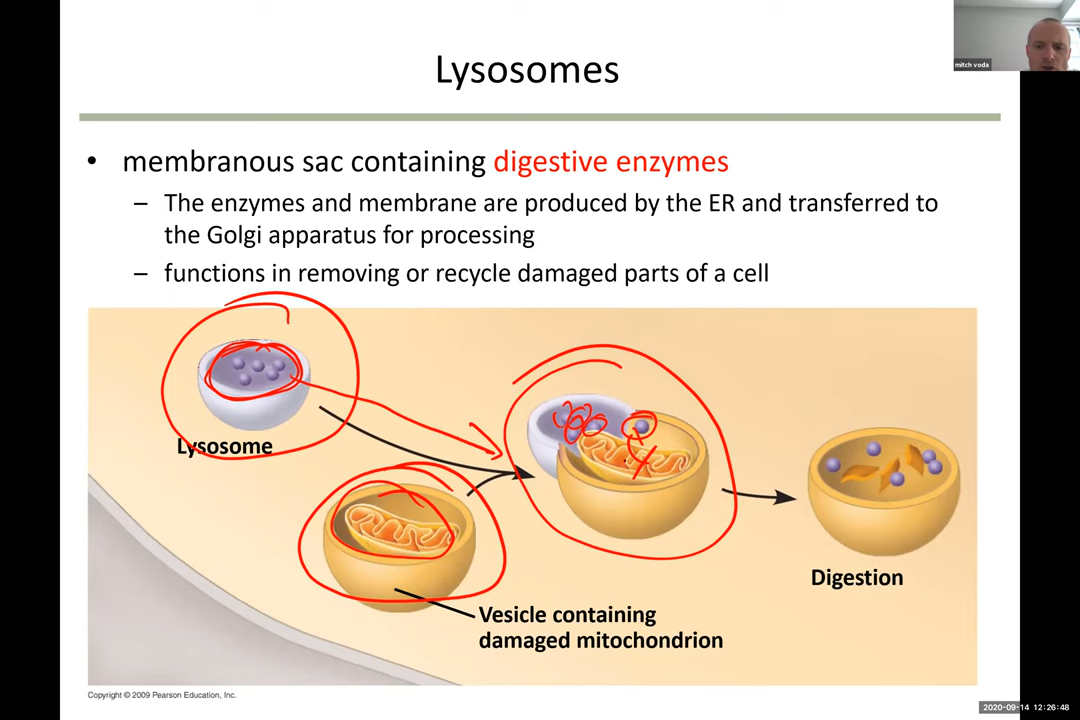 Lysosomes
mitch voda
• membranous sac containing digestive enzymes
– The enzymes and membrane are produced by the ER and transferred to
the Golgi apparatus for processing
– functions in removing or recycle damaged parts of a cell
Lysosome
Digestion
Vesicle containing
damaged mitochondrion
Copyright © 2009 Pearson Education, Inc.
2020-09-14 12:26:48